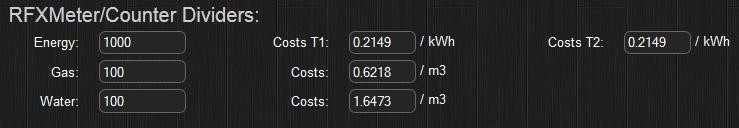 RFXMeter/Counter Dividers:
Energy: 1000 Costs T1: 0.2149 / kWh Costs T2: 0.2149 / kWh
Gas: 100 Costs: 0.6218 / m3
Water: 100 Costs: 1.6473 / m3